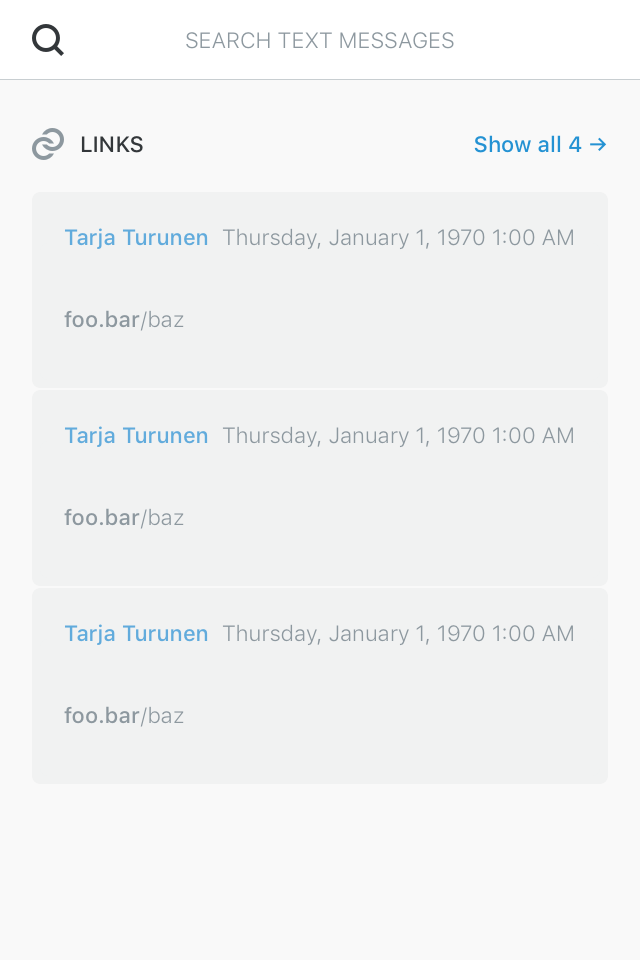 SEARCH TEXT MESSAGES
LINKS Show all 4 →
Tarja Turunen Thursday, January 1, 1970 1:00 AM
foo.bar/baz
Tarja Turunen Thursday, January 1, 1970 1:00 AM
foo.bar/baz
Tarja Turunen Thursday, January 1, 1970 1:00 AM
foo.bar/baz